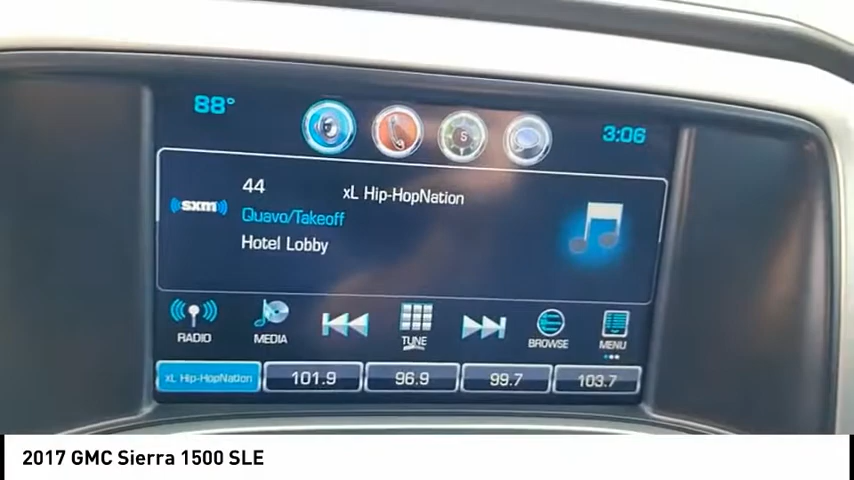 88° 3:06
S
44 xL Hip-HopNation
sxm Quavo/Takeoff
Hotel Lobby
RADIO MEDIA TUNE BROWSE MENU
xL Hip-HopNation 101.9 96.9 99.7 103.7
2017 GMC Sierra 1500 SLE